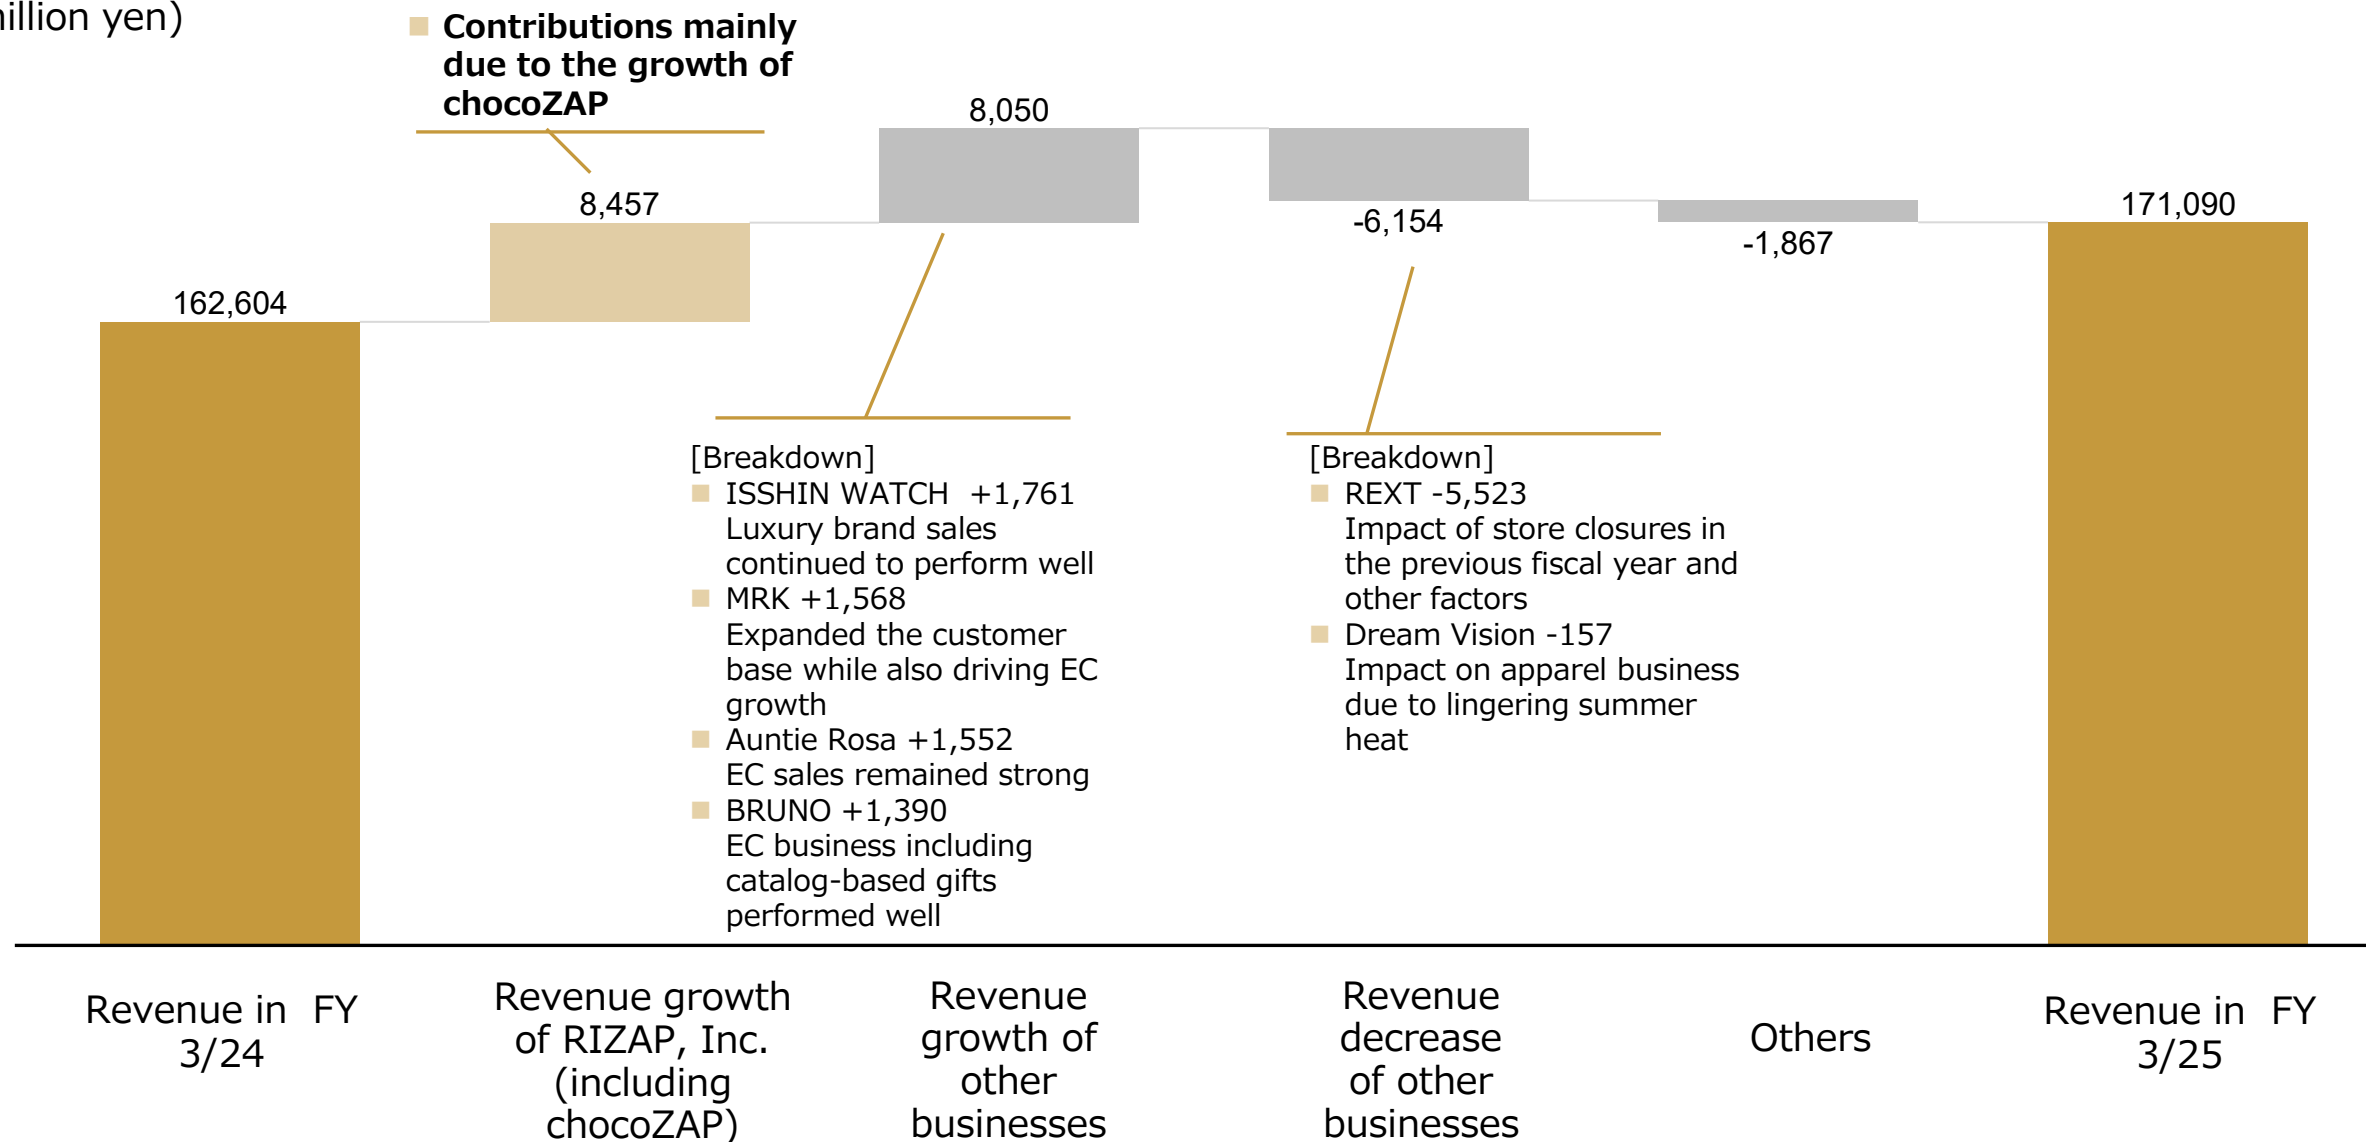 million yen)
Contributions mainly
due to the growth of
chocoZAP
162,604
8,457
8,050
-6,154
-1,867
171,090
[Breakdown]
ISSHIN WATCH +1,761
Luxury brand sales
continued to perform well
MRK +1,568
Expanded the customer
base while also driving EC
growth
Auntie Rosa +1,552
EC sales remained strong
BRUNO +1,390
EC business including
catalog-based gifts
performed well
[Breakdown]
REXT -5,523
Impact of store closures in
the previous fiscal year and
other factors
Dream Vision -157
Impact on apparel business
due to lingering summer
heat
Revenue in FY
3/24
Revenue growth
of RIZAP, Inc.
(including
chocoZAP)
Revenue
growth of
other
businesses
Revenue
decrease
of other
businesses
Others
Revenue in FY
3/25